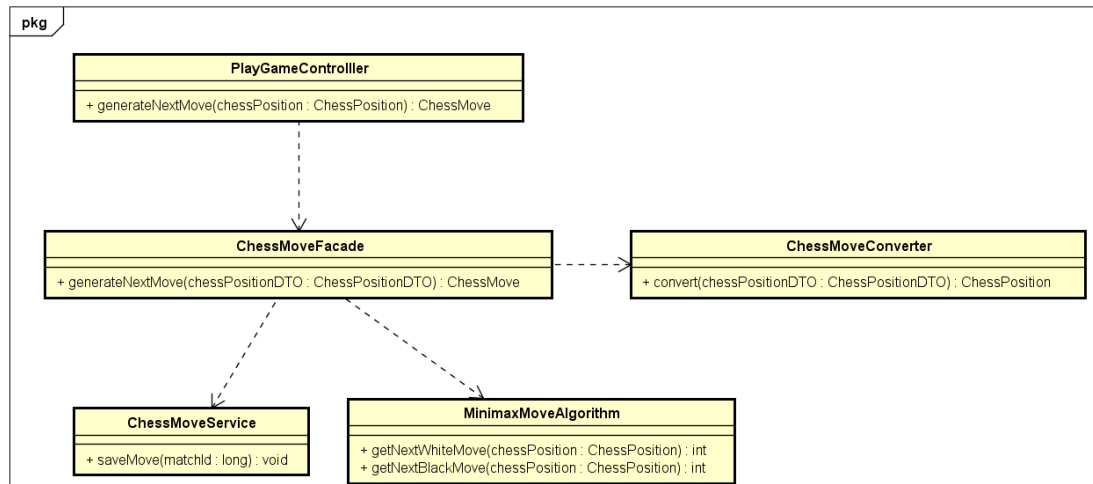 pkg
PlayGameControlller
+ generateNextMove(chessPosition : ChessPosition) : ChessMove
ChessMoveFacade
+ generateNextMove(chessPositionDTO : ChessPositionDTO) : ChessMove
ChessMoveConverter
+ convert(chessPositionDTO : ChessPositionDTO) : ChessPosition
ChessMoveService
+ saveMove(matchId : long) : void
MinimaxMoveAlgorithm
+ getNextWhiteMove(chessPosition : ChessPosition) : int
+ getNextBlackMove(chessPosition : ChessPosition) : int